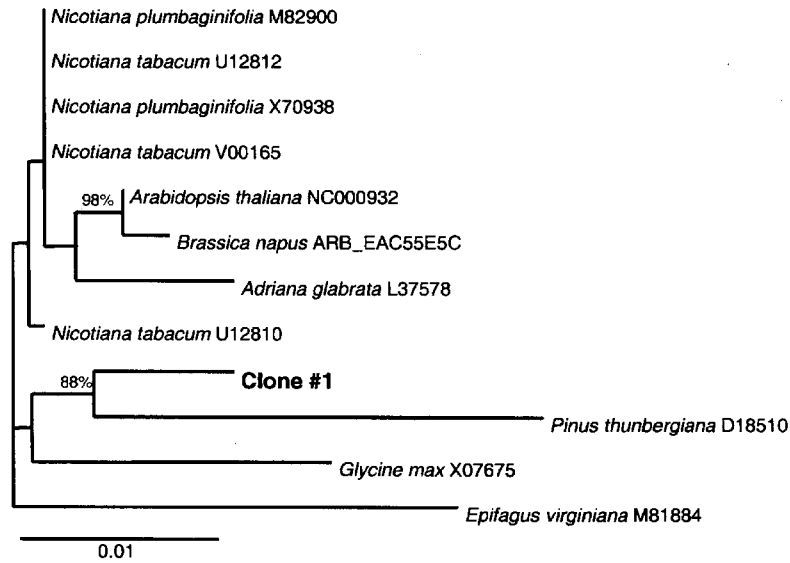 Nicotiana plumbaginifolia M82900
Nicotiana tabacum U12812
Nicotiana plumbaginifolia X70938
Nicotiana tabacum V00165
98%
Arabidopsis thaliana NC000932
Brassica napus ARB_EAC55E5C
Adriana glabrata L37578
Nicotiana tabacum U12810
88%
Clone #1
Pinus thunbergiana D18510
Glycine max X07675
Epifagus virginiana M81884
0.01